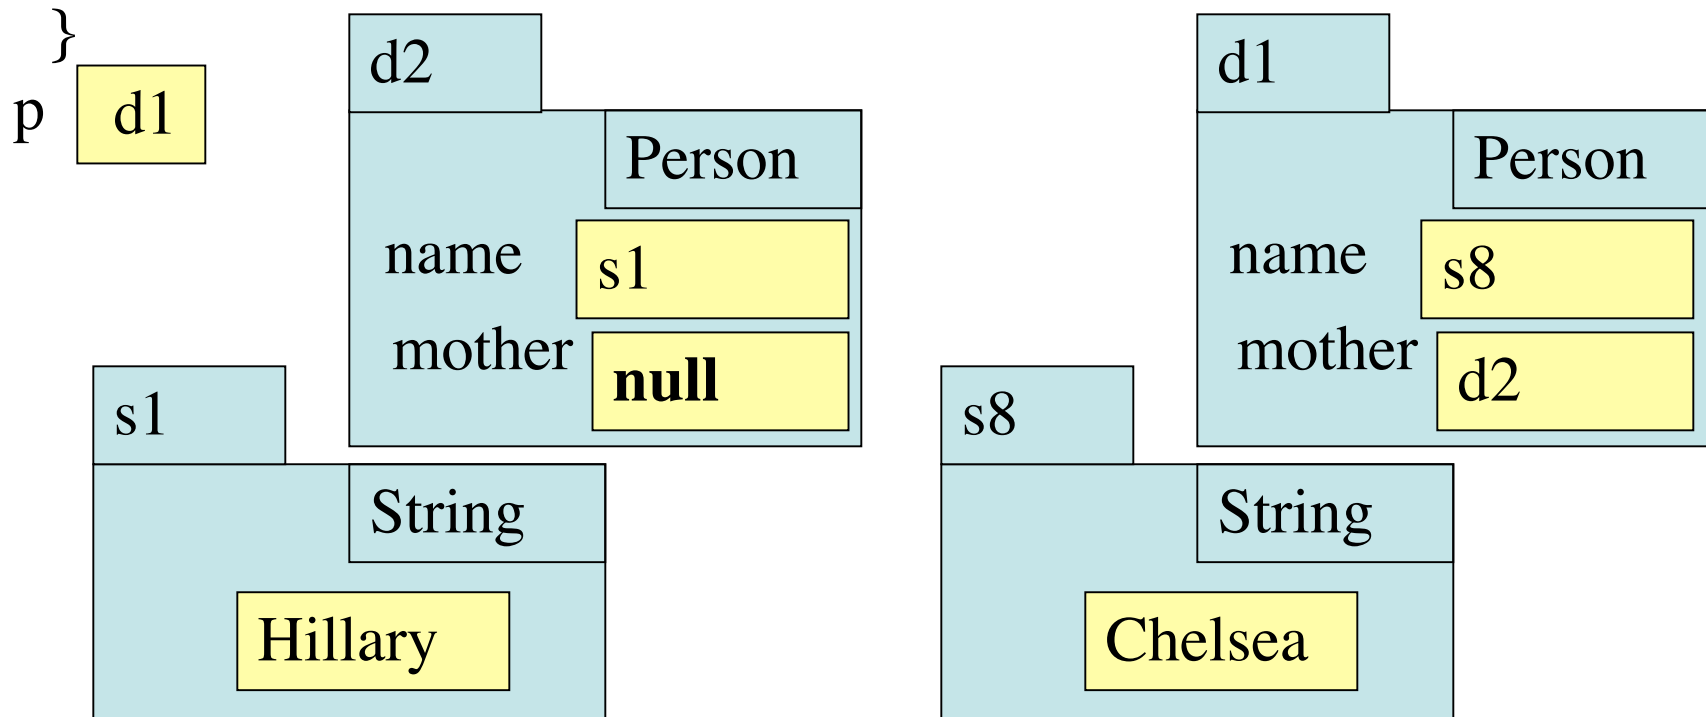 }
p d1
d2
Person
name s1
mother null
d1
Person
name s8
mother d2
s1
String
Hillary
s8
String
Chelsea